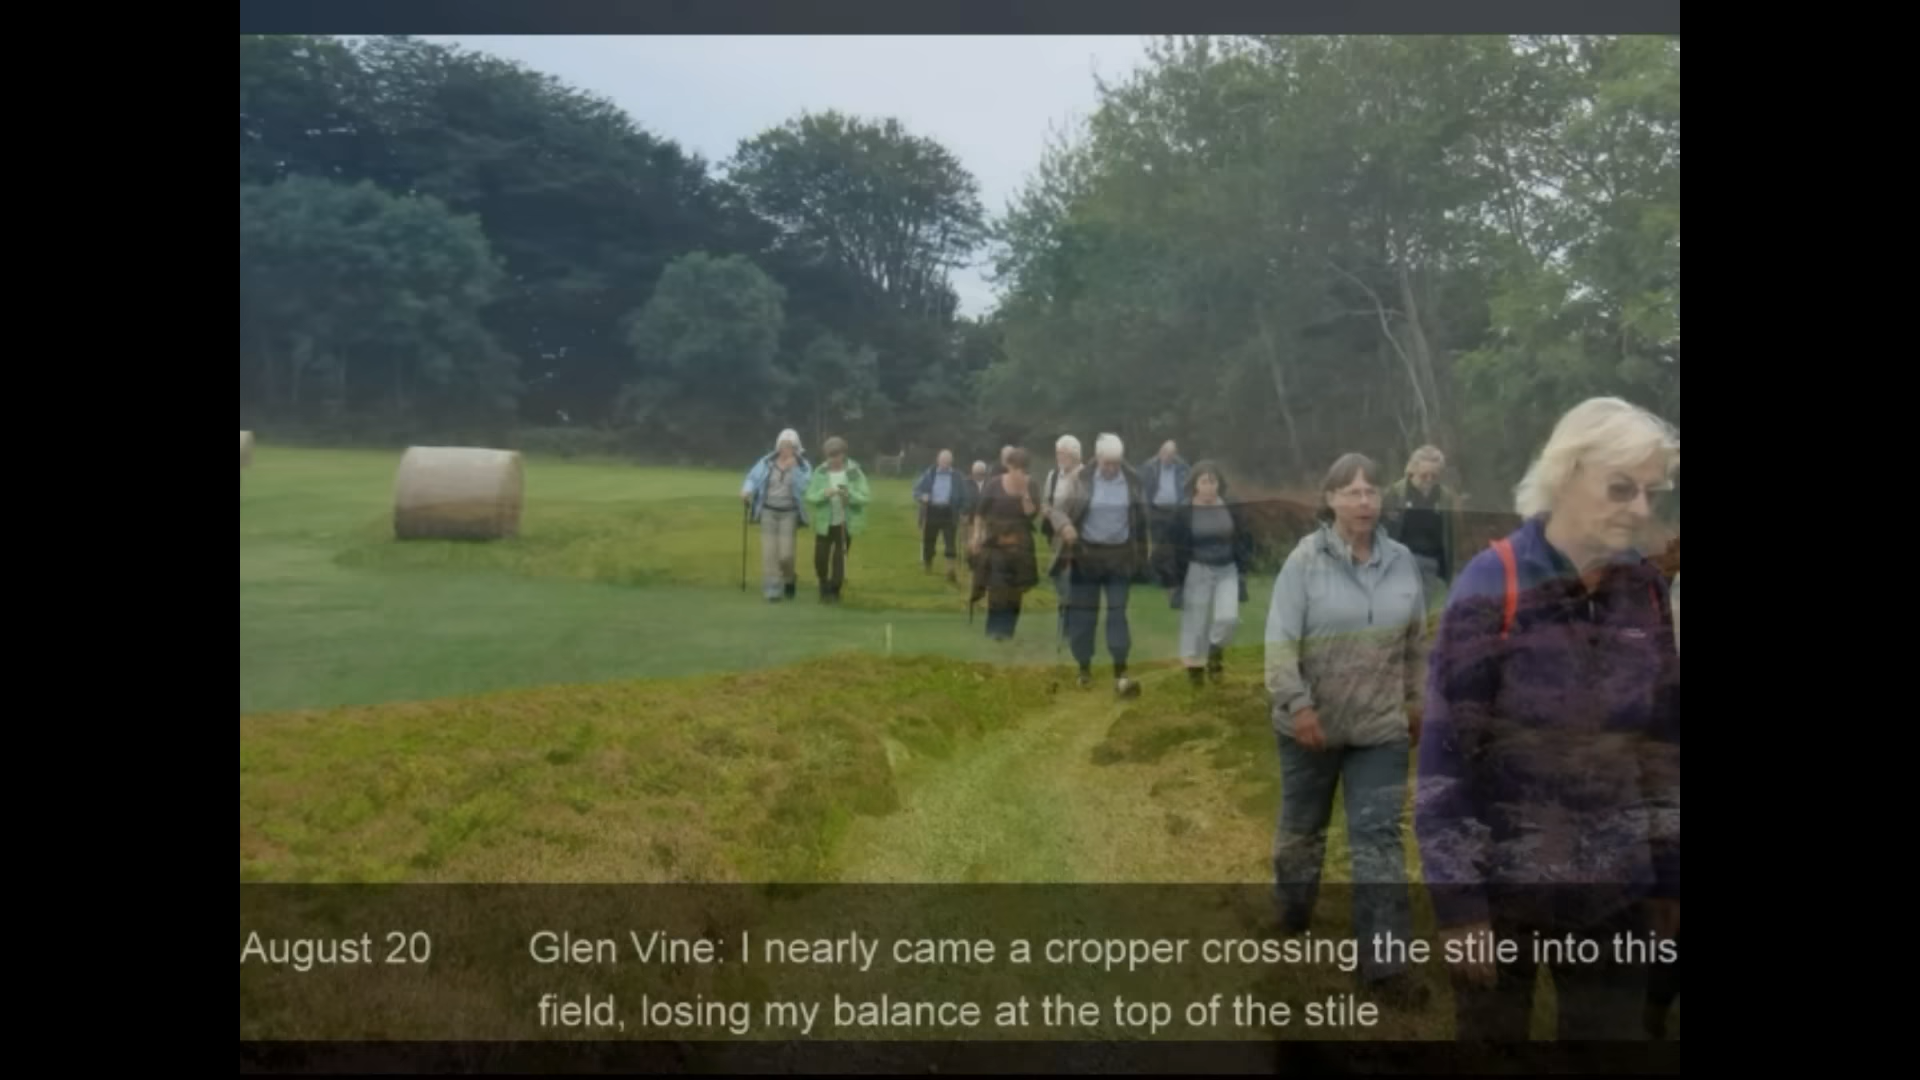 August 20 Glen Vine: I nearly came a cropper crossing the stile into this
field, losing my balance at the top of the stile